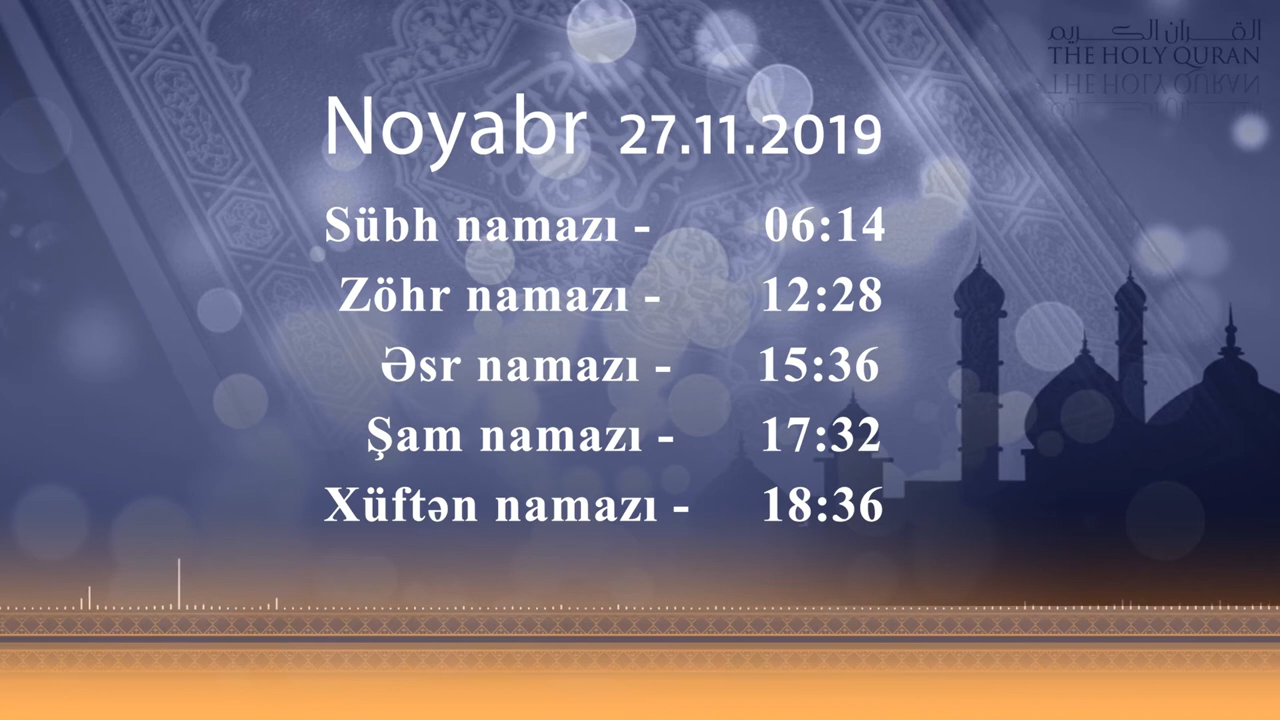 القرآن الكريم
THE HOLY QURAN
Noyabr 27.11.2019
Sübh namazı - 06:14
Zöhr namazı - 12:28
Əsr namazı - 15:36
Şam namazı - 17:32
Xüftən namazı - 18:36